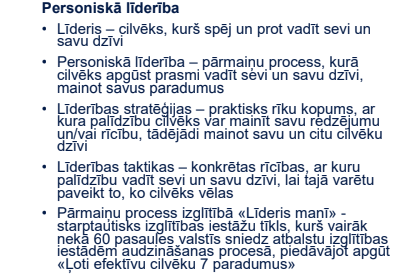 Personiskā līderība
• Līderis – cilvēks, kurš spēj un prot vadīt sevi un
savu dzīvi
• Personiskā līderība – pārmaiņu process, kurā
cilvēks apgūst prasmi vadīt sevi un savu dzīvi,
mainot savus paradumus
• Līderības stratēģijas – praktisks rīku kopums, ar
kura palīdzību cilvēks var mainīt savu redzējumu
un/vai rīcību, tādējādi mainot savu un citu cilvēku
dzīvi
• Līderības taktikas – konkrētas rīcības, ar kuru
palīdzību vadīt sevi un savu dzīvi, lai tajā varētu
paveikt to, ko cilvēks vēlas
• Pārmaiņu process izglītībā «Līderis manī» -
starptautisks izglītības iestāžu tīkls, kurš vairāk
nekā 60 pasaules valstīs sniedz atbalstu izglītības
iestādēm audzināšanas procesā, piedāvājot apgūt
«Ļoti efektīvu cilvēku 7 paradumus»